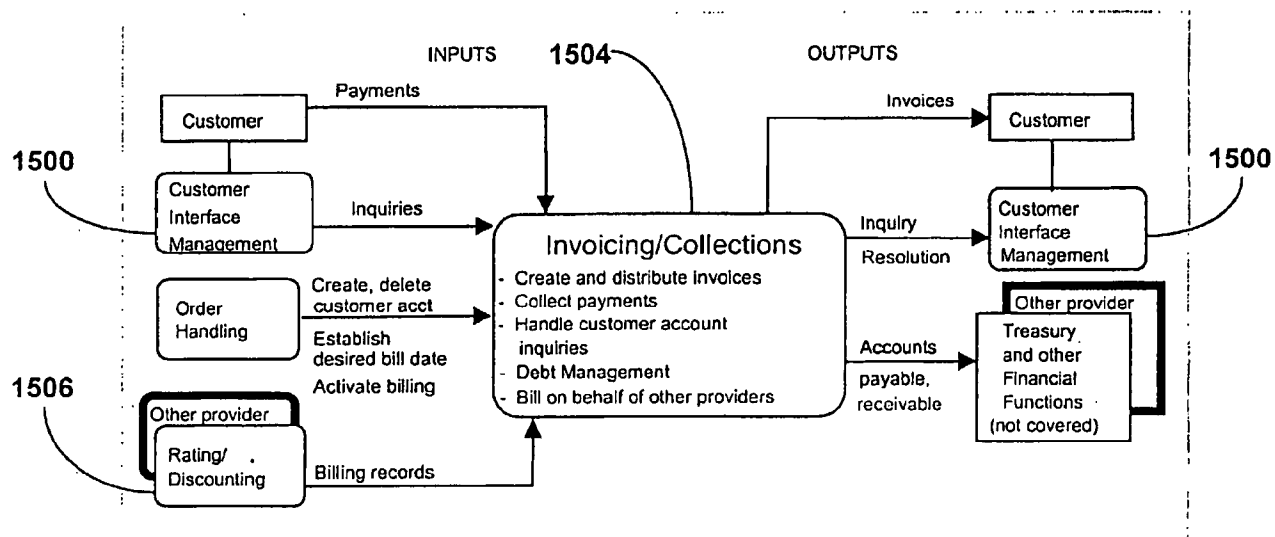 INPUTS
1504
OUTPUTS
Payments
Invoices
Customer
Customer
1500
1500
Customer
Interface
Management
Inquiries
Invoicing/Collections
- Create and distribute invoices
- Collect payments
- Handle customer account
inquiries
- Debt Management
- Bill on behalf of other providers
Inquiry
Resolution
Customer
Interface
Management
Order
Handling
Create, delete
customer acct
Establish
desired bill date
Activate billing
Other provider
Treasury
and other
Financial
Functions
(not covered)
Accounts
payable,
receivable
1506
Other provider
Rating/
Discounting
Billing records